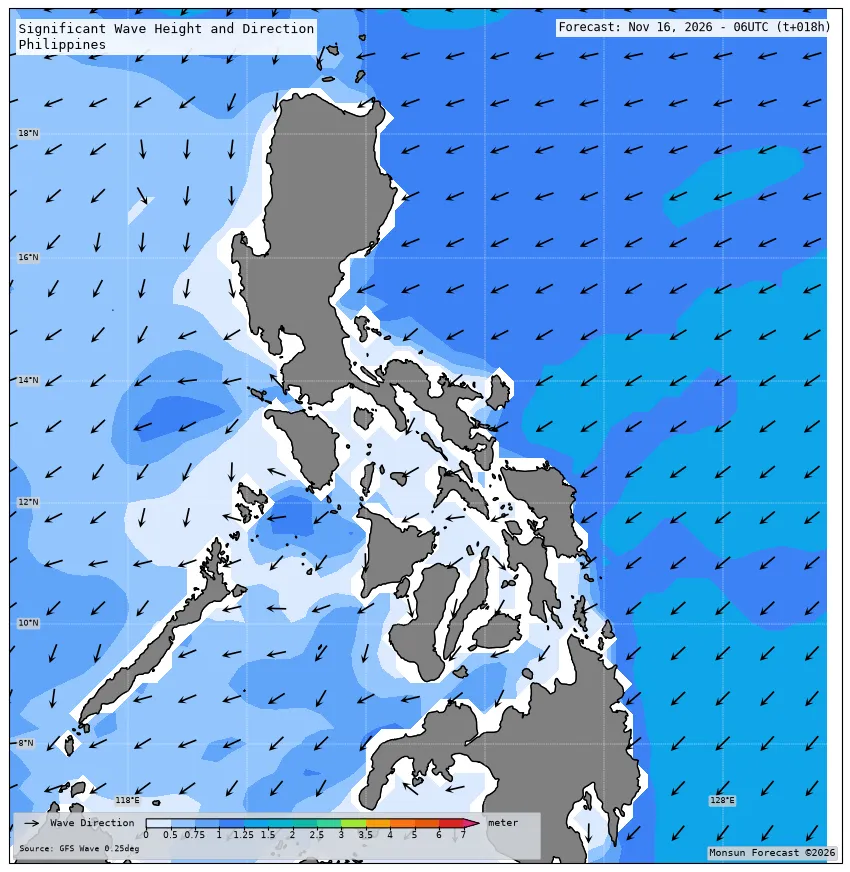 Significant Wave Height and Direction
Philippines
Forecast: Nov 16, 2026 - 06UTC (t+018h)
18°N
16°N
14°N
12°N
10°N
8°N
118°E
128°E
Wave Direction
0 0.5 0.75 1 1.25 1.5 2 2.5 3 3.5 4 5 6 7
meter
Source: GFS Wave 0.25deg
Monsun Forecast ©2026